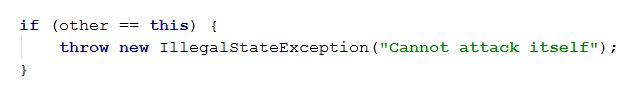 if (other == this) {
    throw new IllegalStateException("Cannot attack itself");
}